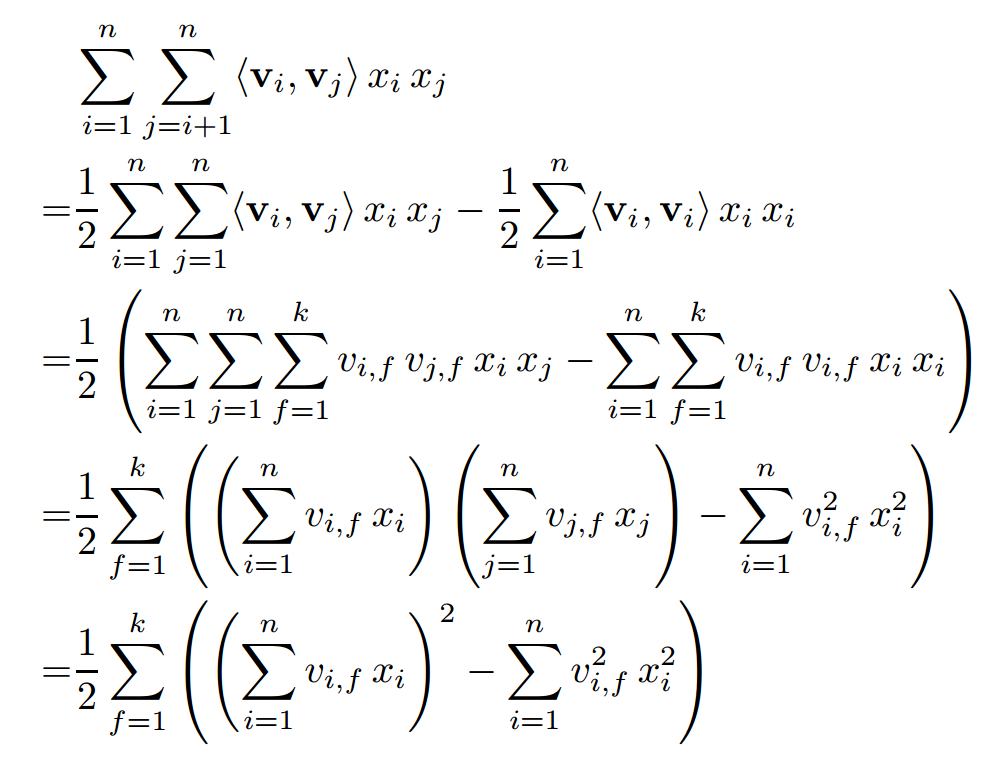 \sum_{i=1}^{n} \sum_{j=i+1}^{n} \langle \mathbf{v}_i, \mathbf{v}_j \rangle \, x_i \, x_j
= \frac{1}{2} \sum_{i=1}^{n} \sum_{j=1}^{n} \langle \mathbf{v}_i, \mathbf{v}_j \rangle \, x_i \, x_j - \frac{1}{2} \sum_{i=1}^{n} \langle \mathbf{v}_i, \mathbf{v}_i \rangle \, x_i \, x_i
= \frac{1}{2} \left( \sum_{i=1}^{n} \sum_{j=1}^{n} \sum_{f=1}^{k} v_{i,f} \, v_{j,f} \, x_i \, x_j - \sum_{i=1}^{n} \sum_{f=1}^{k} v_{i,f} \, v_{i,f} \, x_i \, x_i \right)
= \frac{1}{2} \sum_{f=1}^{k} \left( \left( \sum_{i=1}^{n} v_{i,f} \, x_i \right) \left( \sum_{j=1}^{n} v_{j,f} \, x_j \right) - \sum_{i=1}^{n} v_{i,f}^2 \, x_i^2 \right)
= \frac{1}{2} \sum_{f=1}^{k} \left( \left( \sum_{i=1}^{n} v_{i,f} \, x_i \right)^2 - \sum_{i=1}^{n} v_{i,f}^2 \, x_i^2 \right)